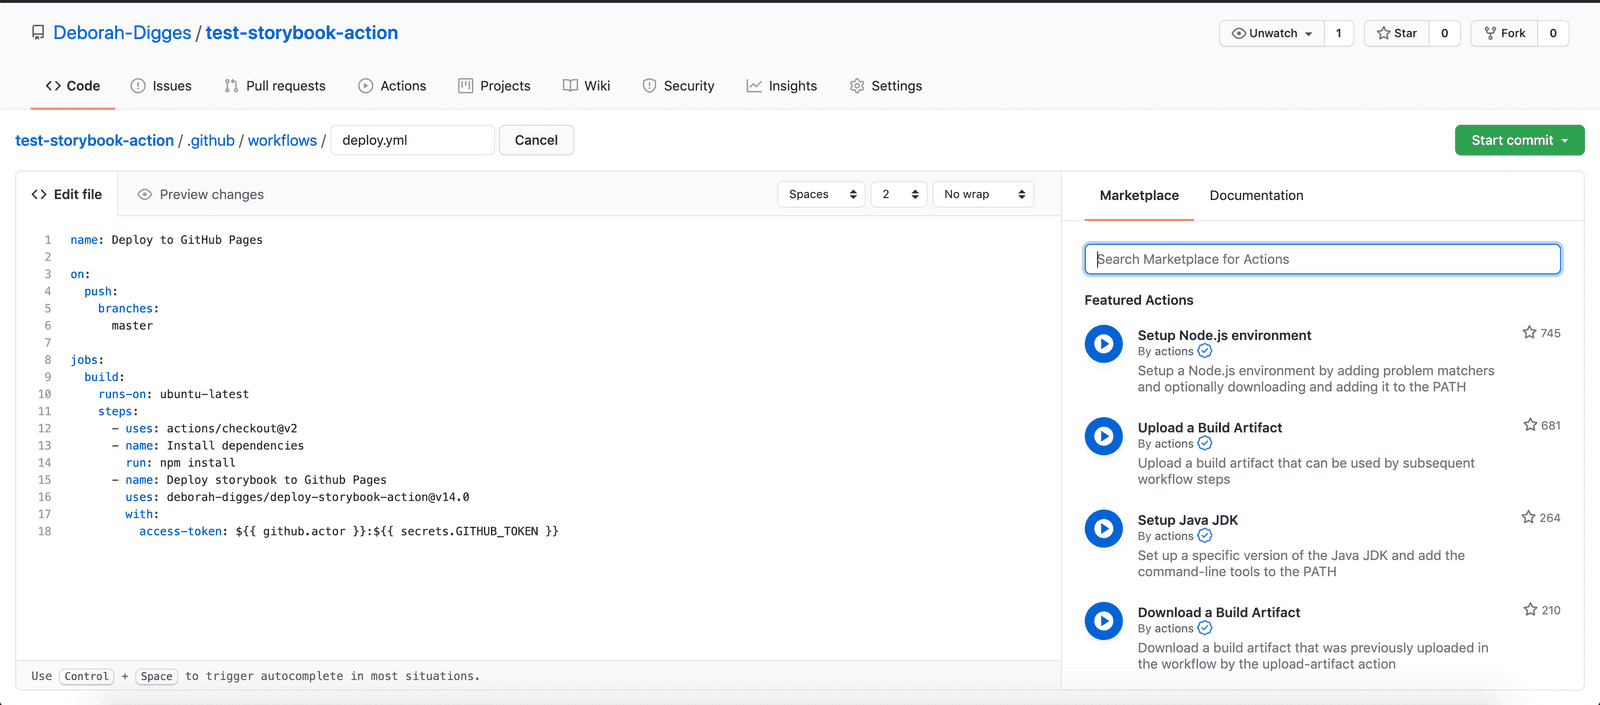 Deborah-Digges / test-storybook-action
Unwatch 1 Star 0 Fork 0
Code Issues Pull requests Actions Projects Wiki Security Insights Settings
test-storybook-action / .github / workflows / deploy.yml Cancel Start commit
Edit file Preview changes Spaces 2 No wrap
1 name: Deploy to GitHub Pages
2
3 on:
4 push:
5 branches:
6 master
7
8 jobs:
9 build:
10 runs-on: ubuntu-latest
11 steps:
12 - uses: actions/checkout@v2
13 - name: Install dependencies
14 run: npm install
15 - name: Deploy storybook to Github Pages
16 uses: deborah-digges/deploy-storybook-action@v14.0
17 with:
18 access-token: ${{ github.actor }}:${{ secrets.GITHUB_TOKEN }}
Use Control + Space to trigger autocomplete in most situations.
Marketplace Documentation
Search Marketplace for Actions
Featured Actions
Setup Node.js environment 745
By actions
Setup a Node.js environment by adding problem matchers
and optionally downloading and adding it to the PATH
Upload a Build Artifact 681
By actions
Upload a build artifact that can be used by subsequent
workflow steps
Setup Java JDK 264
By actions
Set up a specific version of the Java JDK and add the
command-line tools to the PATH
Download a Build Artifact 210
By actions
Download a build artifact that was previously uploaded in
the workflow by the upload-artifact action